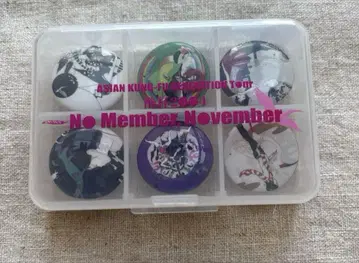 ASIAN KUNG-FU GENERATION Tour
No Member November